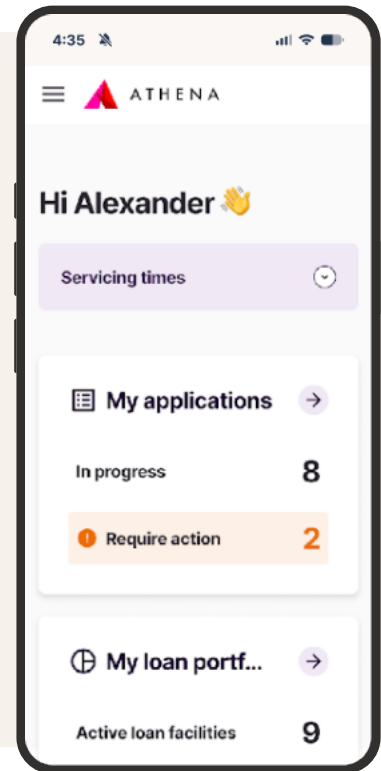 4:35
ATHENA
Hi Alexander 👋
Servicing times
My applications
In progress 8
Require action 2
My loan portf...
Active loan facilities 9